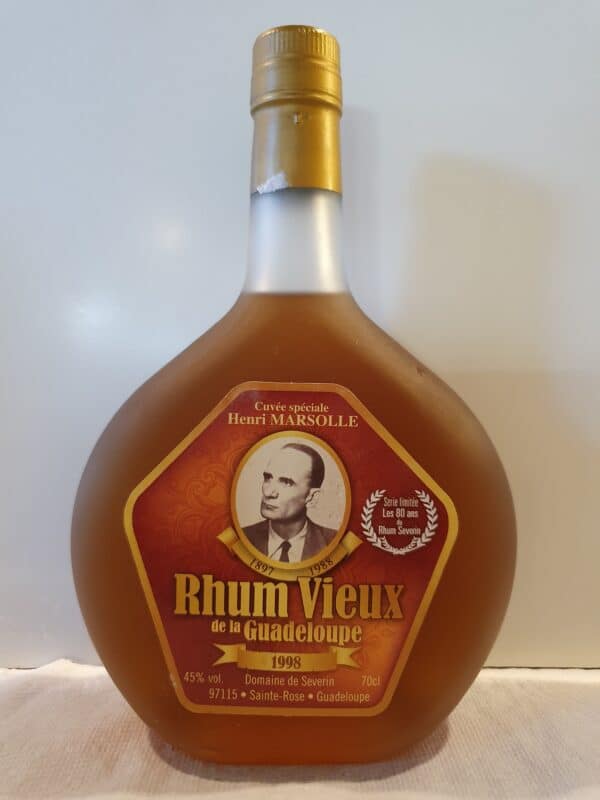 Cuvée spéciale
Henri MARSOLLE
Serie limitée
Les 80 ans
du
Rhum Severin
1897 1988
Rhum Vieux
de la Guadeloupe
1998
45% vol. Domaine de Severin 70cl
97115 • Sainte-Rose • Guadeloupe